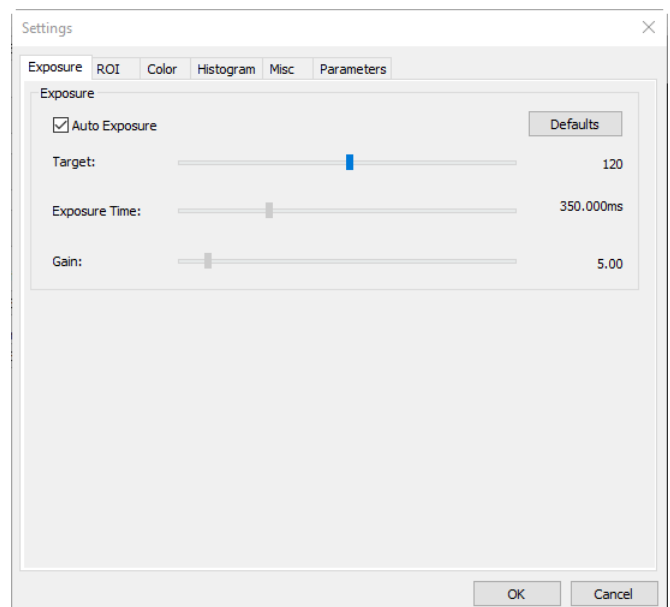 Settings
Exposure ROI Color Histogram Misc Parameters
Exposure
Auto Exposure Defaults
Target: 120
Exposure Time: 350.000ms
Gain: 5.00
OK Cancel